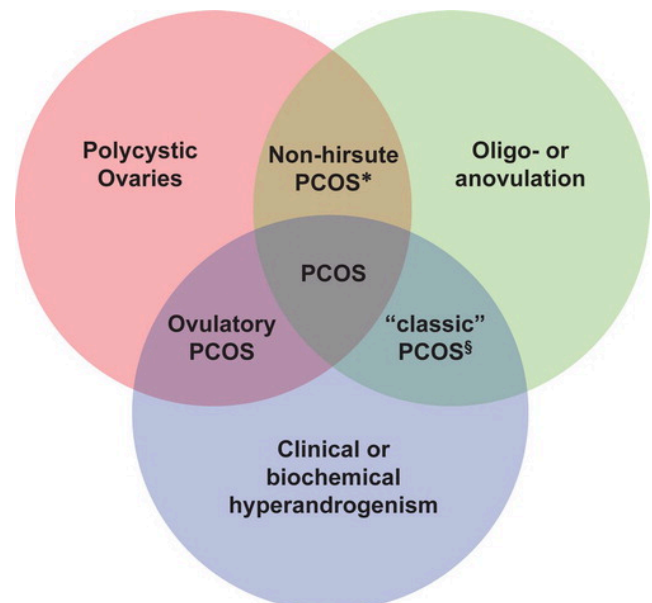 Polycystic
Ovaries
Non-hirsute
PCOS*
Oligo- or
anovulation
PCOS
Ovulatory
PCOS
“classic”
PCOS§
Clinical or
biochemical
hyperandrogenism